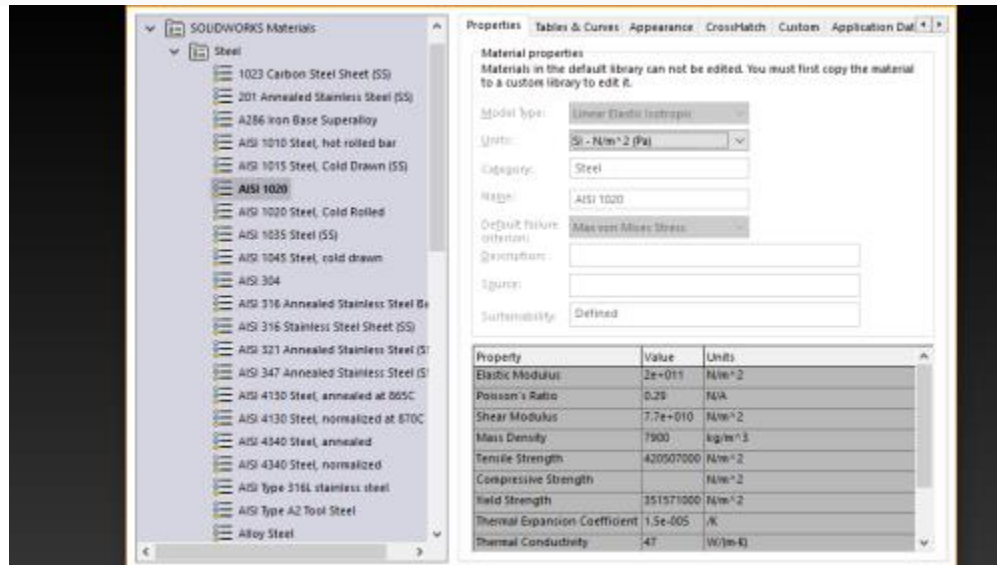 SOLIDWORKS Materials
Steel
1023 Carbon Steel Sheet (SS)
201 Annealed Stainless Steel (SS)
A286 Iron Base Superalloy
AISI 1010 Steel, hot rolled bar
AISI 1015 Steel, Cold Drawn (SS)
AISI 1020
AISI 1020 Steel, Cold Rolled
AISI 1035 Steel (SS)
AISI 1045 Steel, cold drawn
AISI 304
AISI 316 Annealed Stainless Steel Ba
AISI 316 Stainless Steel Sheet (SS)
AISI 321 Annealed Stainless Steel (S
AISI 347 Annealed Stainless Steel (S
AISI 4130 Steel, annealed at 865C
AISI 4130 Steel, normalized at 870C
AISI 4340 Steel, annealed
AISI 4340 Steel, normalized
AISI Type 316L stainless steel
AISI Type A2 Tool Steel
Alloy Steel
Properties Tables & Curves Appearance CrossHatch Custom Application Dat
Material properties
Materials in the default library can not be edited. You must first copy the material
to a custom library to edit it.
Model Type: Linear Elastic Isotropic
Units: SI - N/m^2 (Pa)
Category: Steel
Name: AISI 1020
Default failure
criterion: Max von Mises Stress
Description:
Source:
Sustainability: Defined
Property Value Units
Elastic Modulus 2e+011 N/m^2
Poisson's Ratio 0.29 N/A
Shear Modulus 7.7e+010 N/m^2
Mass Density 7900 kg/m^3
Tensile Strength 420507000 N/m^2
Compressive Strength N/m^2
Yield Strength 351571000 N/m^2
Thermal Expansion Coefficient 1.5e-005 /K
Thermal Conductivity 47 W/(m·K)